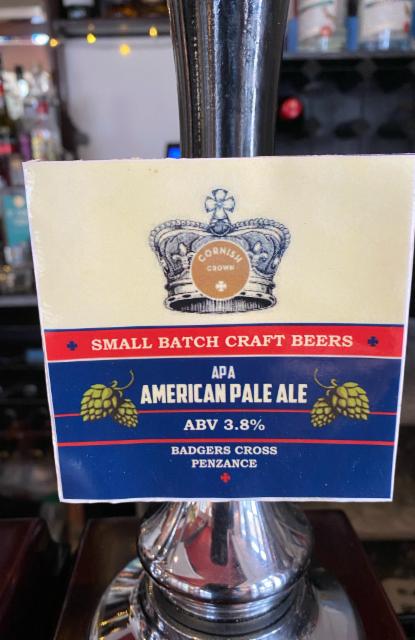 CORNISH
CROWN
SMALL BATCH CRAFT BEERS
APA
AMERICAN PALE ALE
ABV 3.8%
BADGERS CROSS
PENZANCE